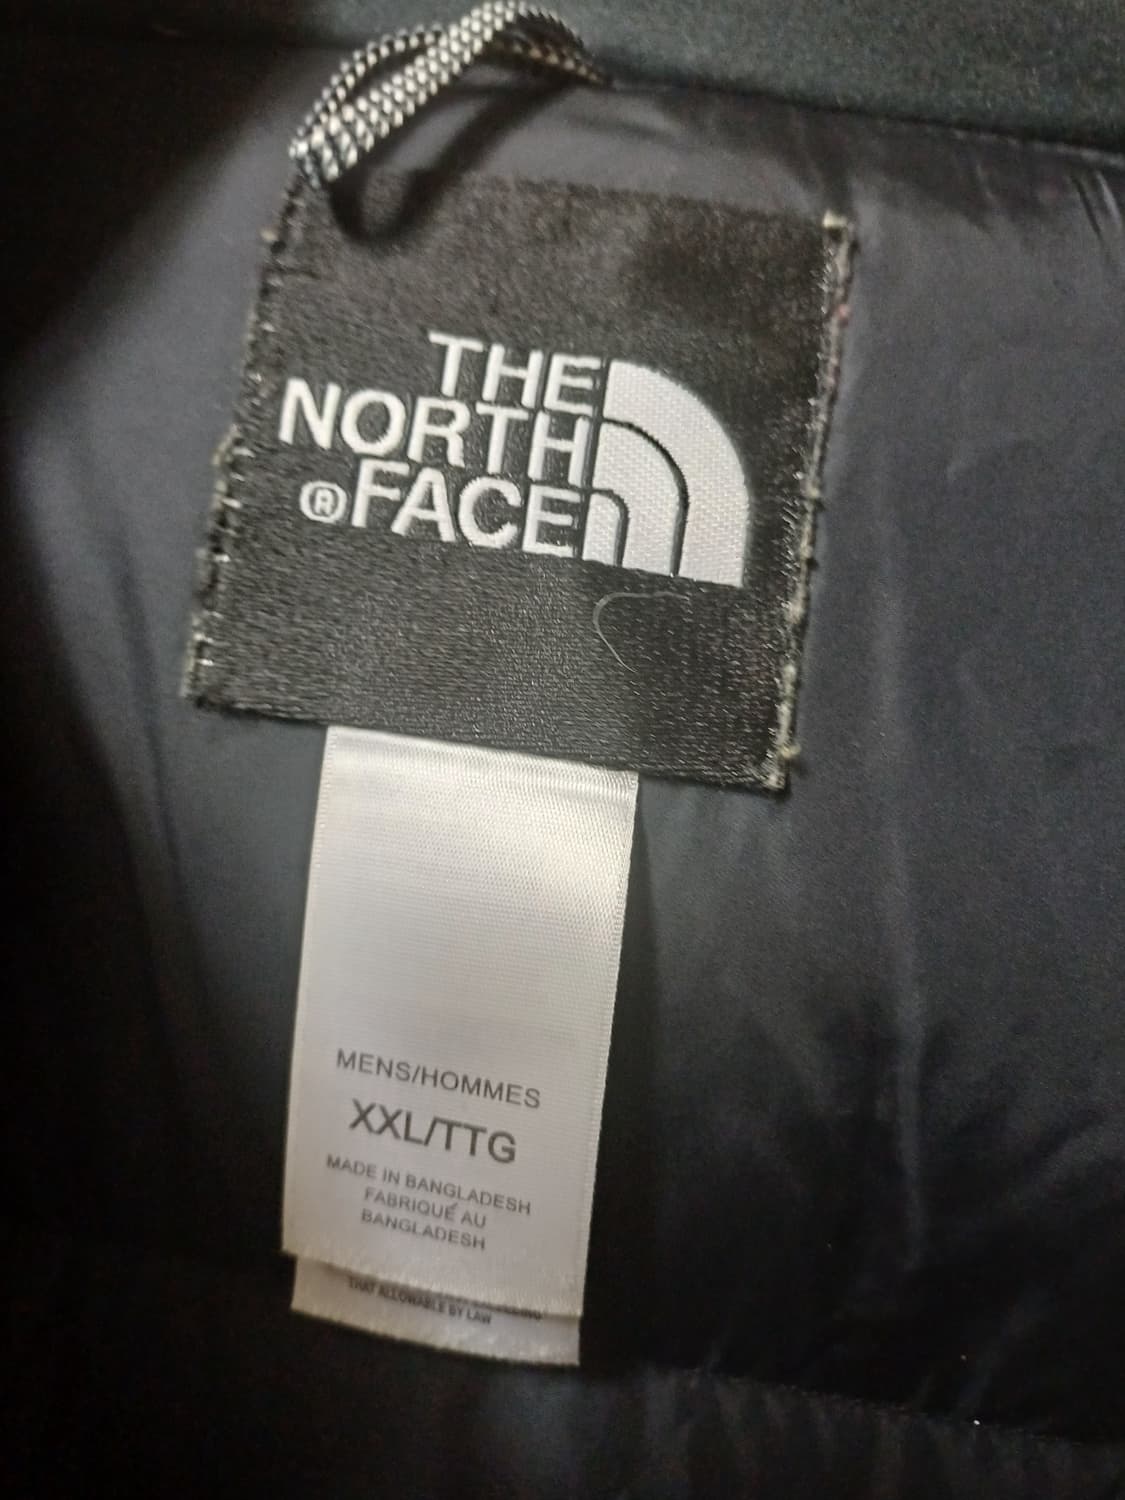 THE
NORTH
®FACE
MENS/HOMMES
XXL/TTG
MADE IN BANGLADESH
FABRIQUÉ AU
BANGLADESH
THAT ALLOWABLE BY LAW